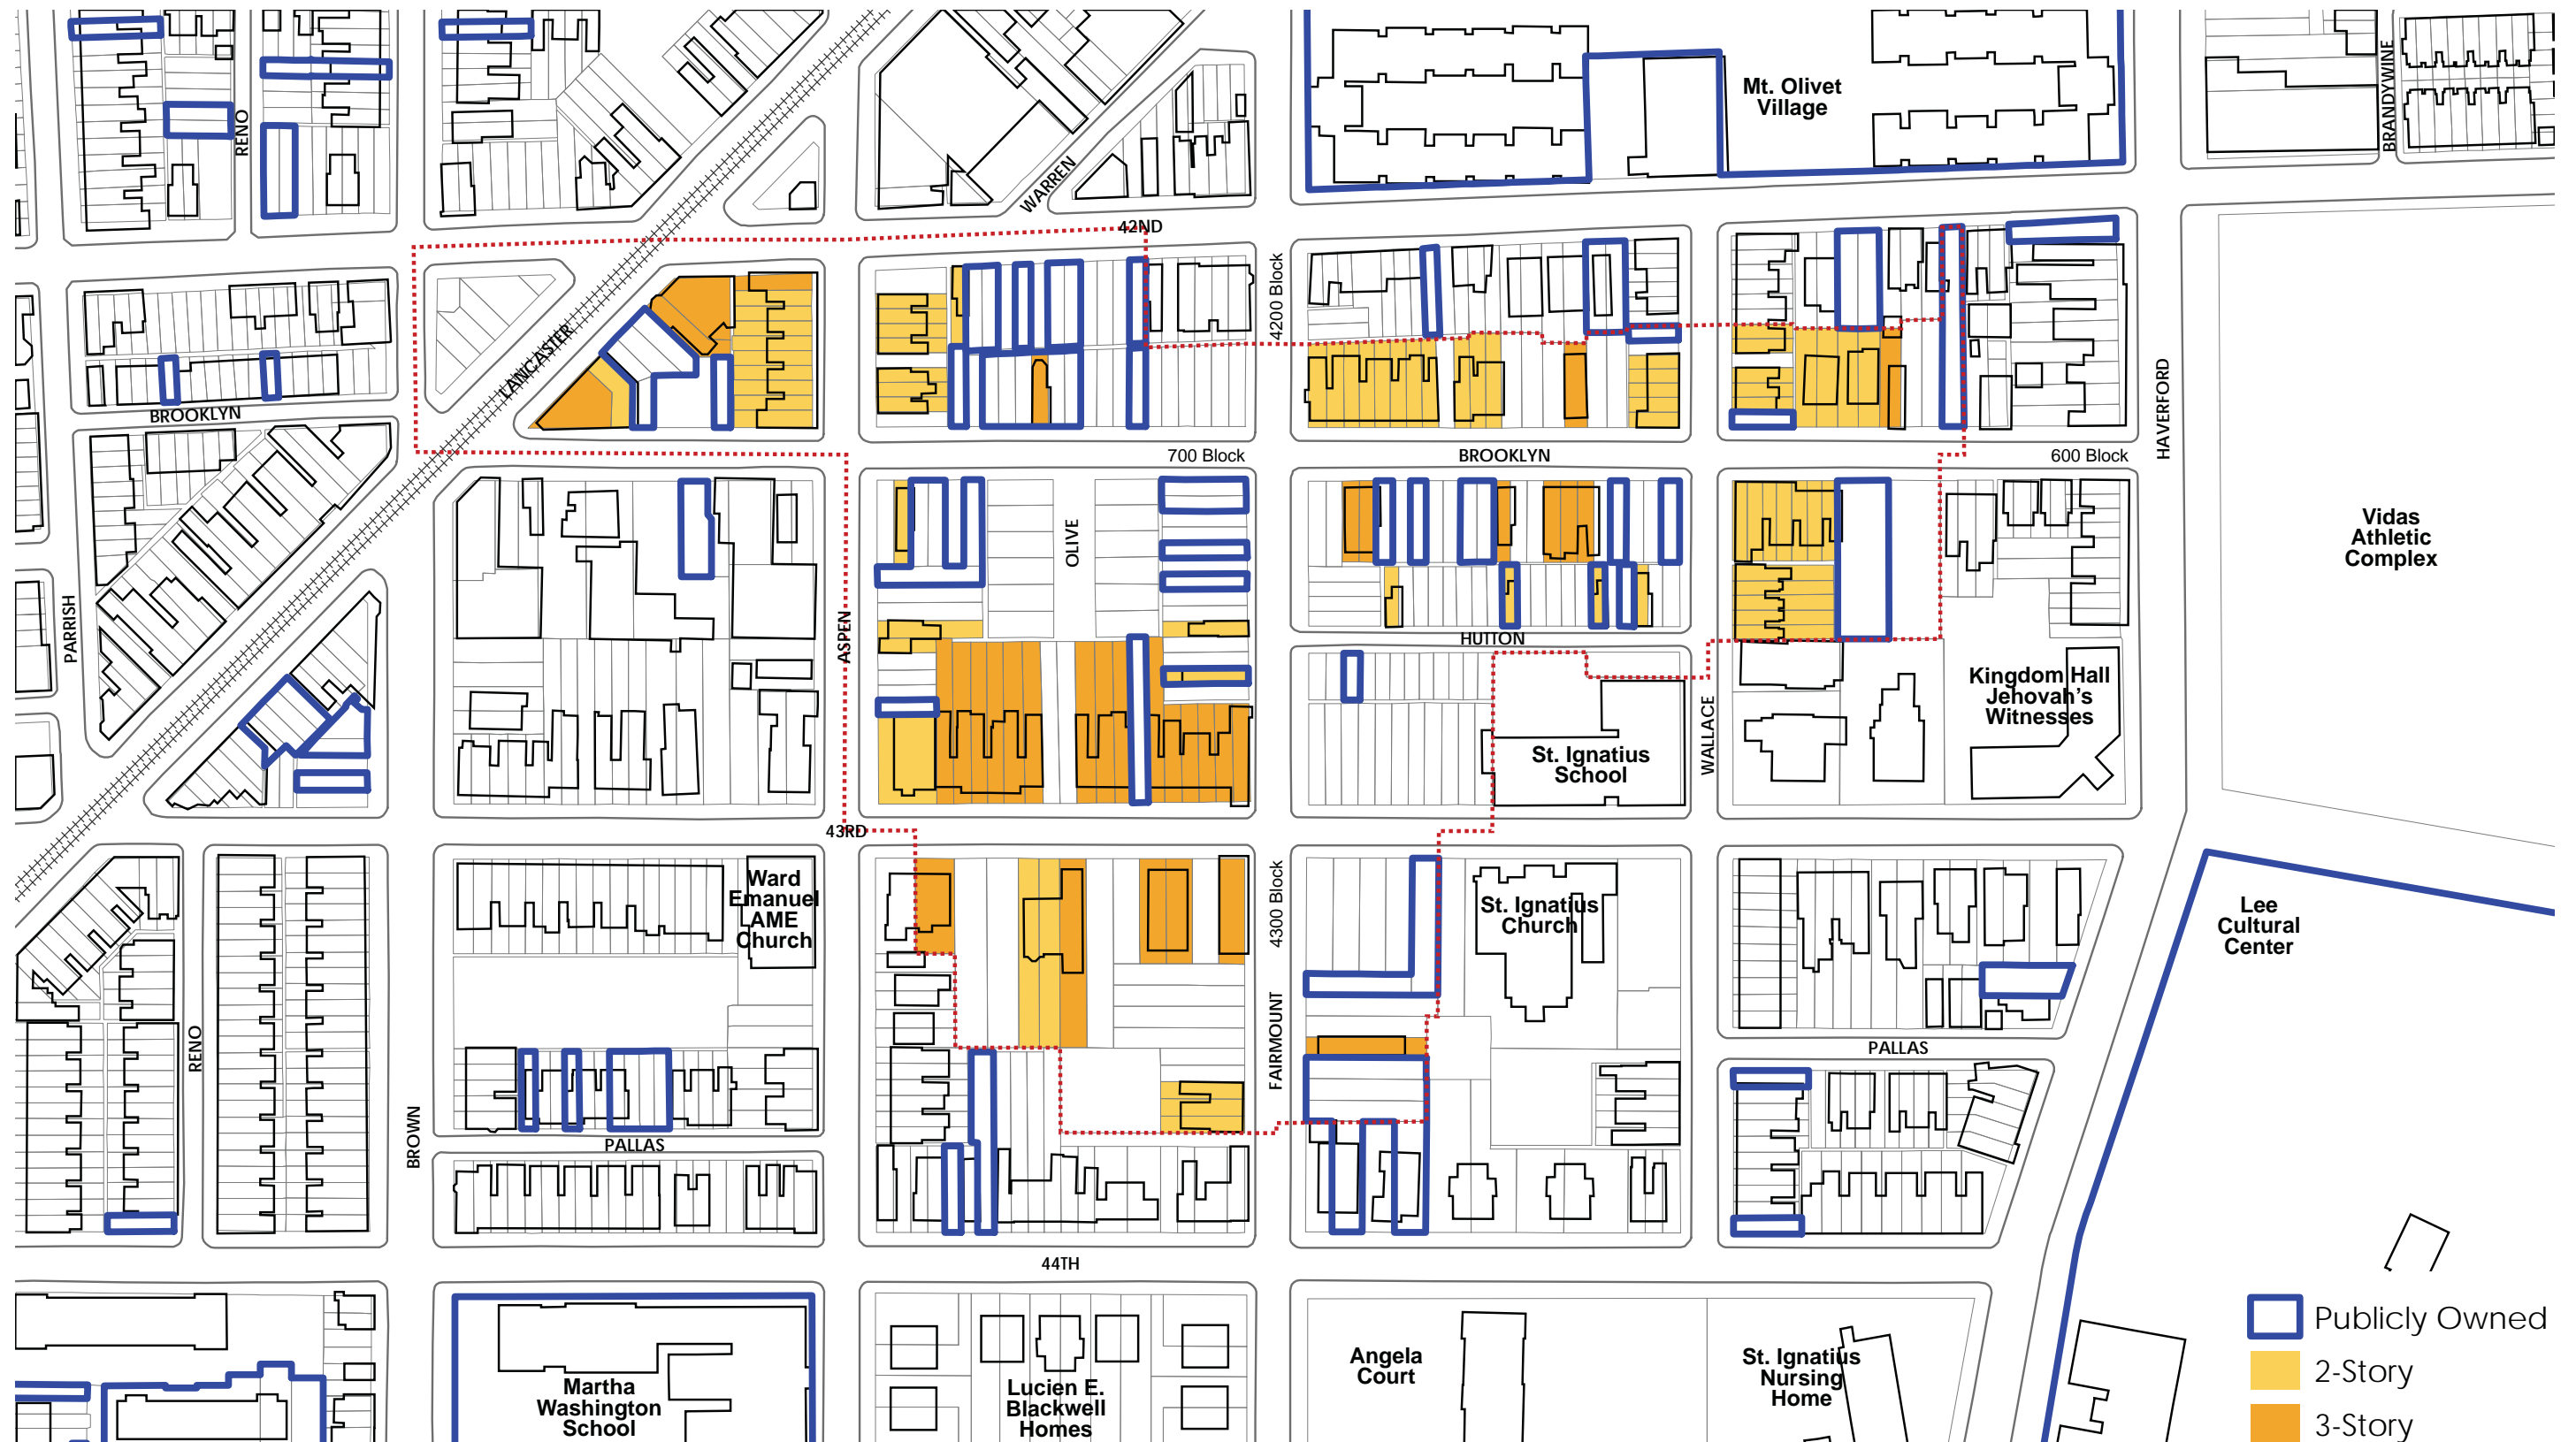 Mt. Olivet
Village
BRANDYWINE
RENO
WARREN
42ND
4200 Block
LANCASTER
HAVERFORD
BROOKLYN
700 Block
BROOKLYN
600 Block
OLIVE
Vidas
Athletic
Complex
PARRISH
ASPEN
HUTTON
WALLACE
Kingdom Hall
Jehovah's
Witnesses
St. Ignatius
School
43RD
Ward
Emanuel
AME
Church
4300 Block
St. Ignatius
Church
Lee
Cultural
Center
FAIRMOUNT
RENO
PALLAS
BROWN
PALLAS
44TH
Publicly Owned
2-Story
3-Story
Martha
Washington
School
Lucien E.
Blackwell
Homes
Angela
Court
St. Ignatius
Nursing
Home